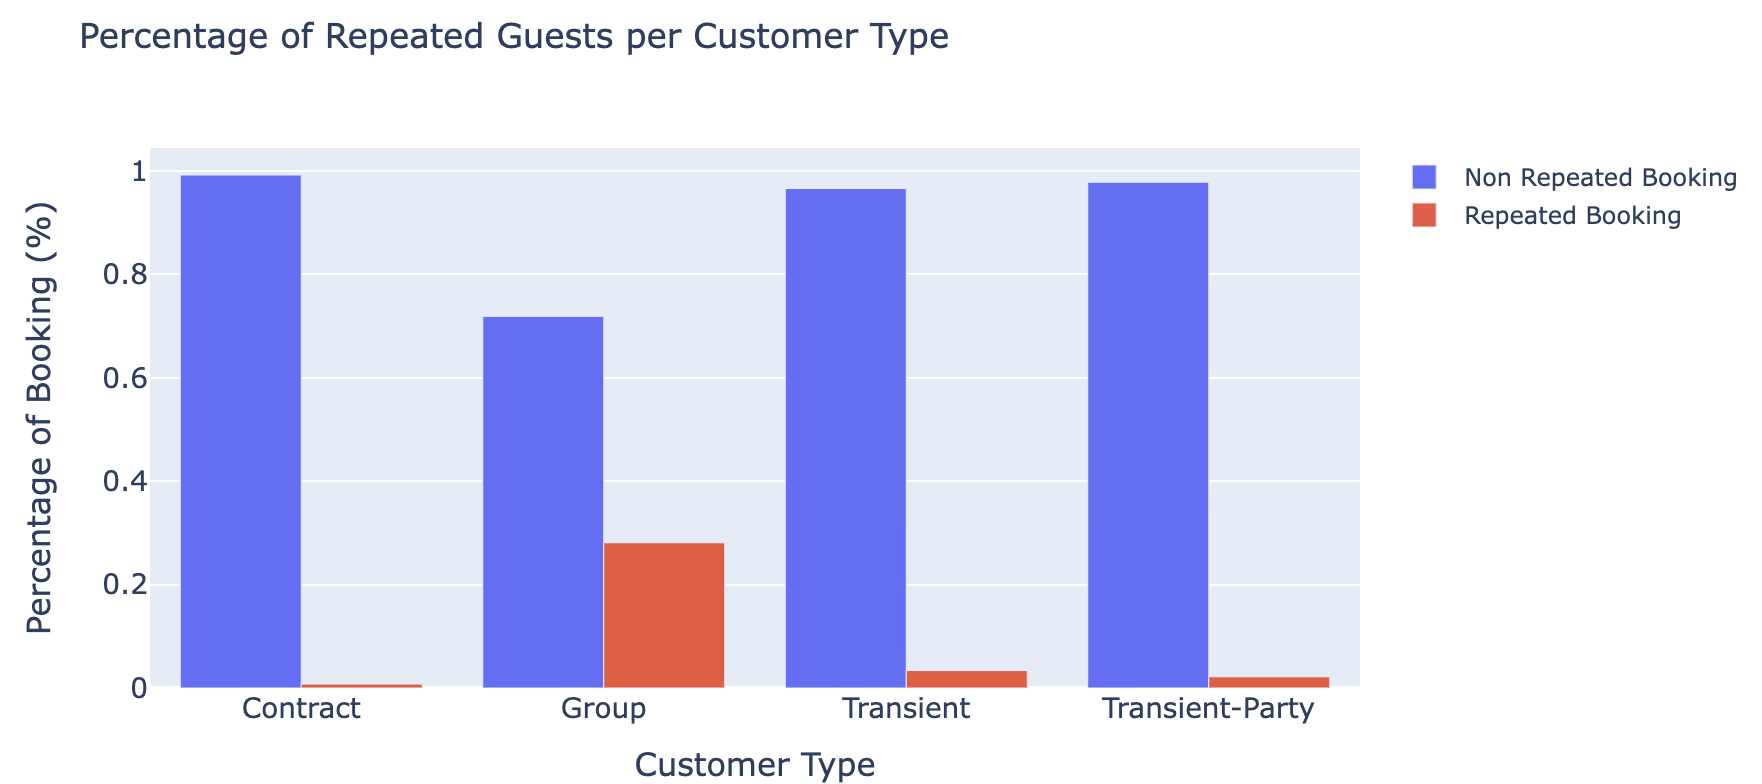 Percentage of Repeated Guests per Customer Type
Percentage of Booking (%)
1
0.8
0.6
0.4
0.2
0
Contract
Group
Transient
Transient-Party
Customer Type
Non Repeated Booking
Repeated Booking